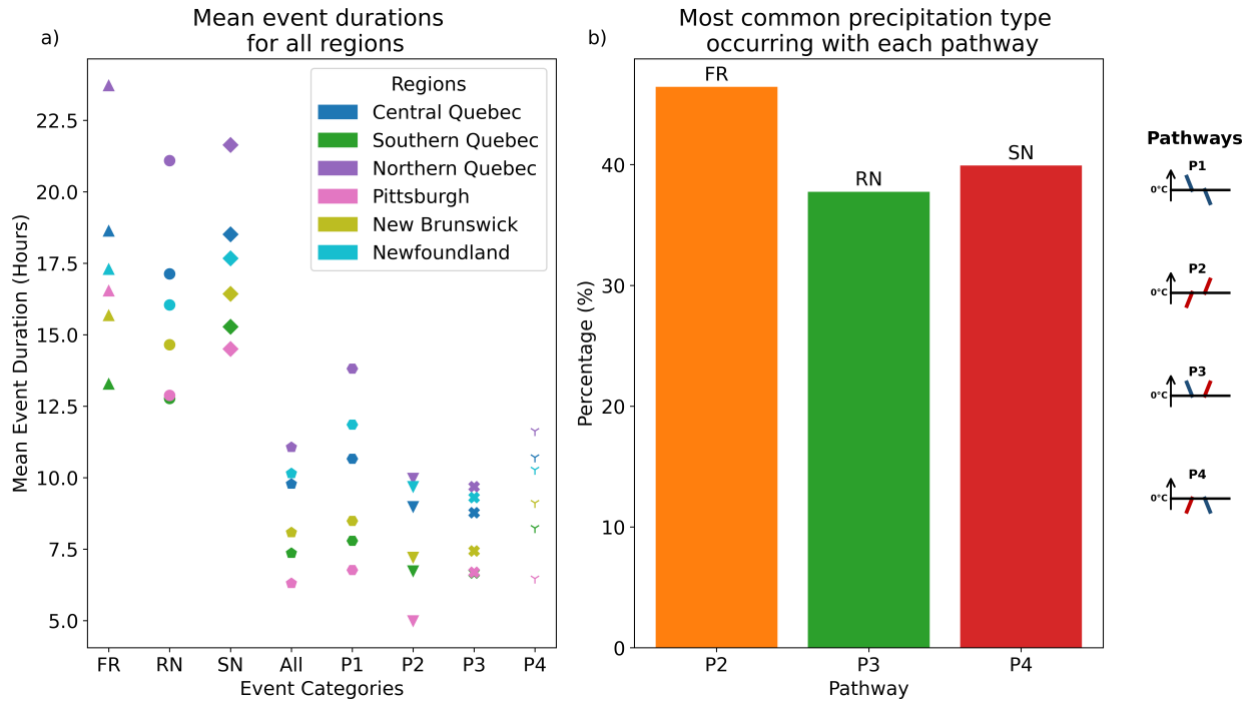 a)
Mean event durations
for all regions
Mean Event Duration (Hours)
22.5
20.0
17.5
15.0
12.5
10.0
7.5
5.0
Regions
Central Quebec
Southern Quebec
Northern Quebec
Pittsburgh
New Brunswick
Newfoundland
FR RN SN All P1 P2 P3 P4
Event Categories
b)
Most common precipitation type
occurring with each pathway
Percentage (%)
40
30
20
10
0
FR
RN
SN
P2 P3 P4
Pathway
Pathways
P1
0°C
P2
0°C
P3
0°C
P4
0°C